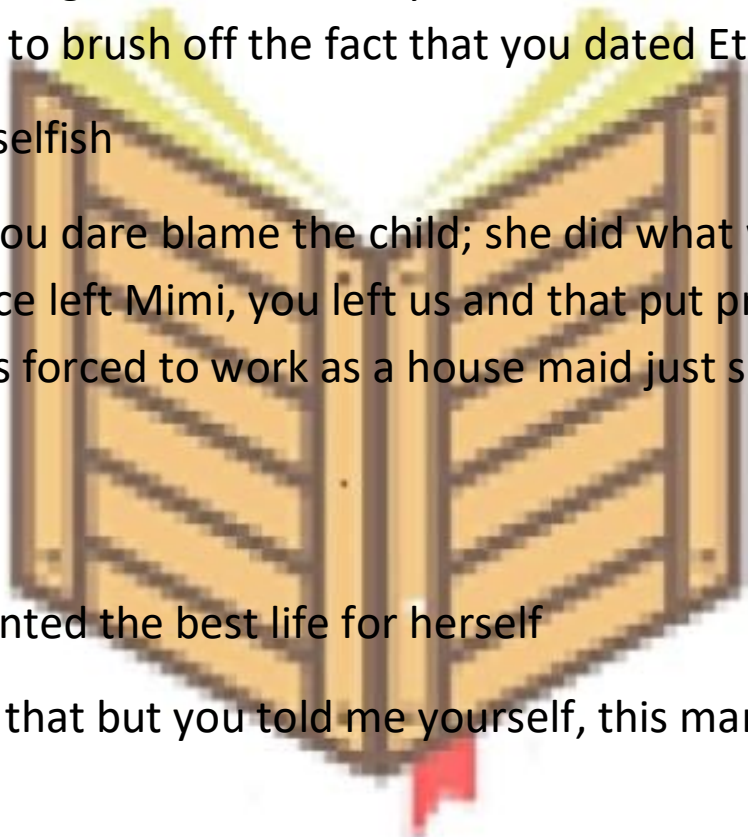 to brush off the fact that you dated Et
selfish
ou dare blame the child; she did what
ce left Mimi, you left us and that put pr
s forced to work as a house maid just s
nted the best life for herself
that but you told me yourself, this mar